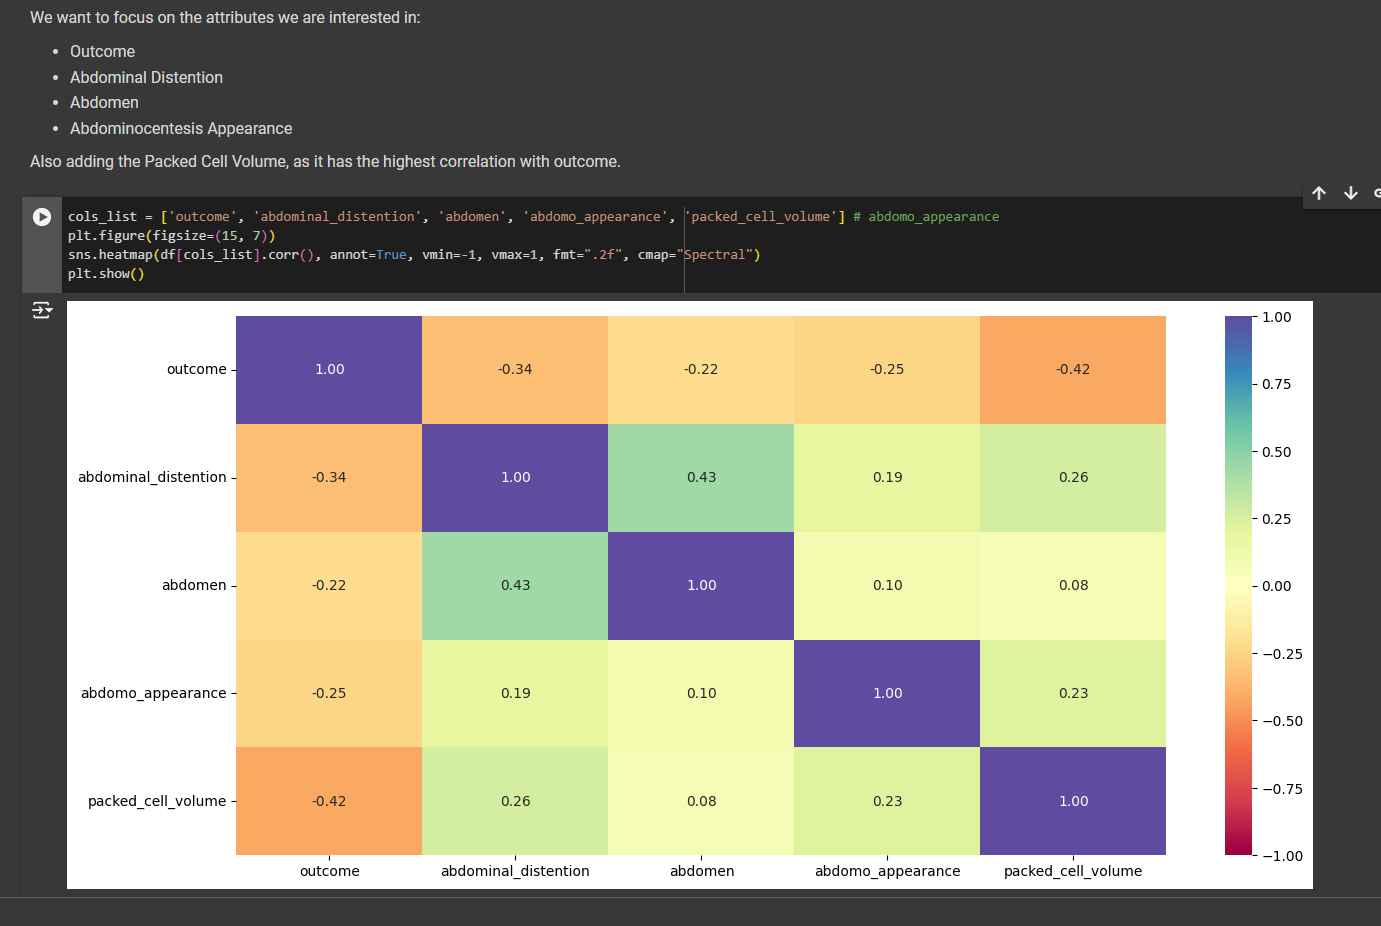 We want to focus on the attributes we are interested in:
• Outcome
• Abdominal Distention
• Abdomen
• Abdominocentesis Appearance
Also adding the Packed Cell Volume, as it has the highest correlation with outcome.
cols_list = ['outcome', 'abdominal_distention', 'abdomen', 'abdomo_appearance', 'packed_cell_volume'] # abdomo_appearance
plt.figure(figsize=(15, 7))
sns.heatmap(df[cols_list].corr(), annot=True, vmin=-1, vmax=1, fmt=".2f", cmap="Spectral")
plt.show()
outcome 1.00 -0.34 -0.22 -0.25 -0.42
abdominal_distention -0.34 1.00 0.43 0.19 0.26
abdomen -0.22 0.43 1.00 0.10 0.08
abdomo_appearance -0.25 0.19 0.10 1.00 0.23
packed_cell_volume -0.42 0.26 0.08 0.23 1.00
outcome abdominal_distention abdomen abdomo_appearance packed_cell_volume
1.00
0.75
0.50
0.25
0.00
−0.25
−0.50
−0.75
−1.00